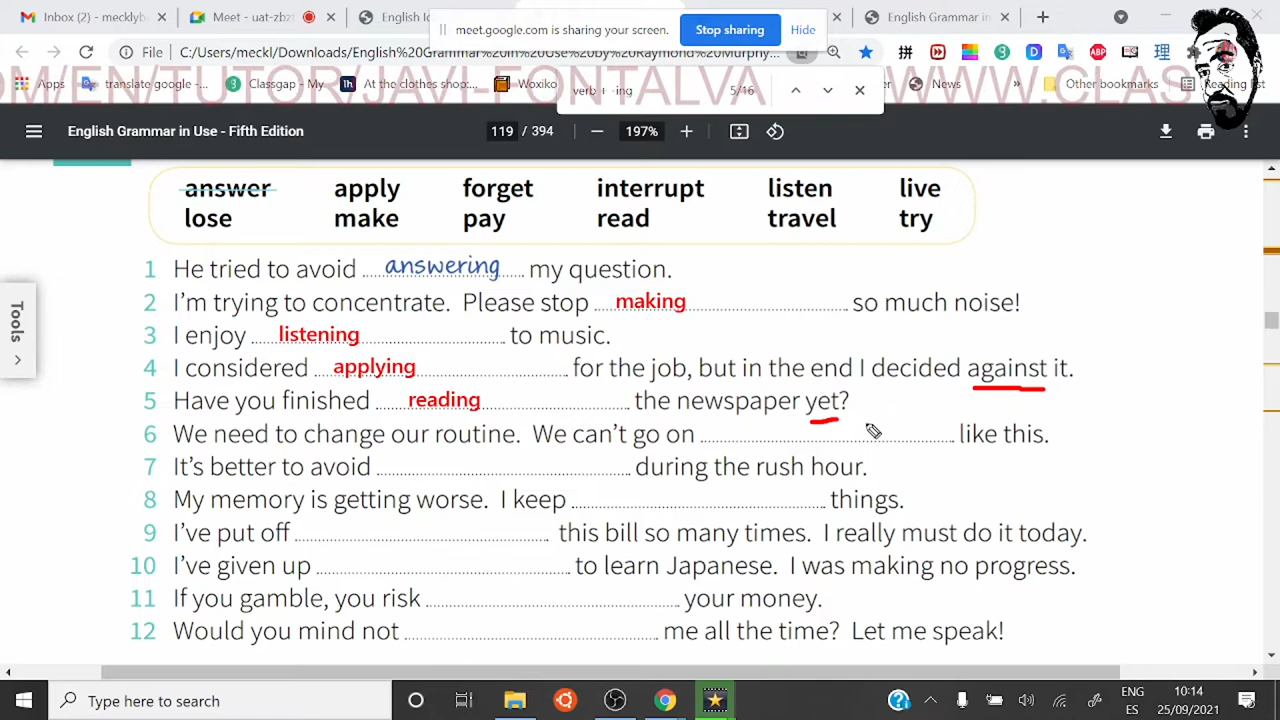 Inbox (30) - mecklyb
Meet - uat-zbz
English lo
English Grammar in
meet.google.com is sharing your screen.
Stop sharing
Hide
File
C:/Users/meckl/Downloads/English%20Grammar%20in%20Use%20by%20Raymond%20Murphy...
Apps
translate google -...
Classgap — My...
At the clothes shop...
Woxiko
News
Other bookmarks
Reading list
WWW.CLAS
verb + -ing
5/16
English Grammar in Use - Fifth Edition
119 / 394
197%
answer apply forget interrupt listen live
lose make pay read travel try
1 He tried to avoid answering my question.
2 I'm trying to concentrate. Please stop making so much noise!
3 I enjoy listening to music.
4 I considered applying for the job, but in the end I decided against it.
5 Have you finished reading the newspaper yet?
6 We need to change our routine. We can't go on like this.
7 It's better to avoid during the rush hour.
8 My memory is getting worse. I keep things.
9 I've put off this bill so many times. I really must do it today.
10 I've given up to learn Japanese. I was making no progress.
11 If you gamble, you risk your money.
12 Would you mind not me all the time? Let me speak!
Tools
Type here to search
ENG
ES
10:14
25/09/2021